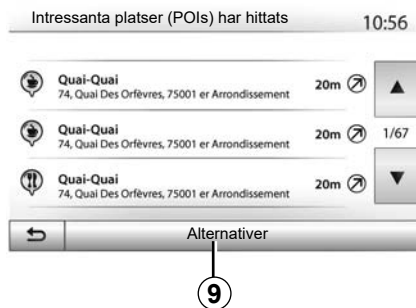 Intressanta platser (POIs) har hittats
10:56
Quai-Quai
74, Quai Des Orfèvres, 75001 er Arrondissement
20m
Quai-Quai
74, Quai Des Orfèvres, 75001 er Arrondissement
20m
1/67
Quai-Quai
74, Quai Des Orfèvres, 75001 er Arrondissement
20m
Alternativer
9